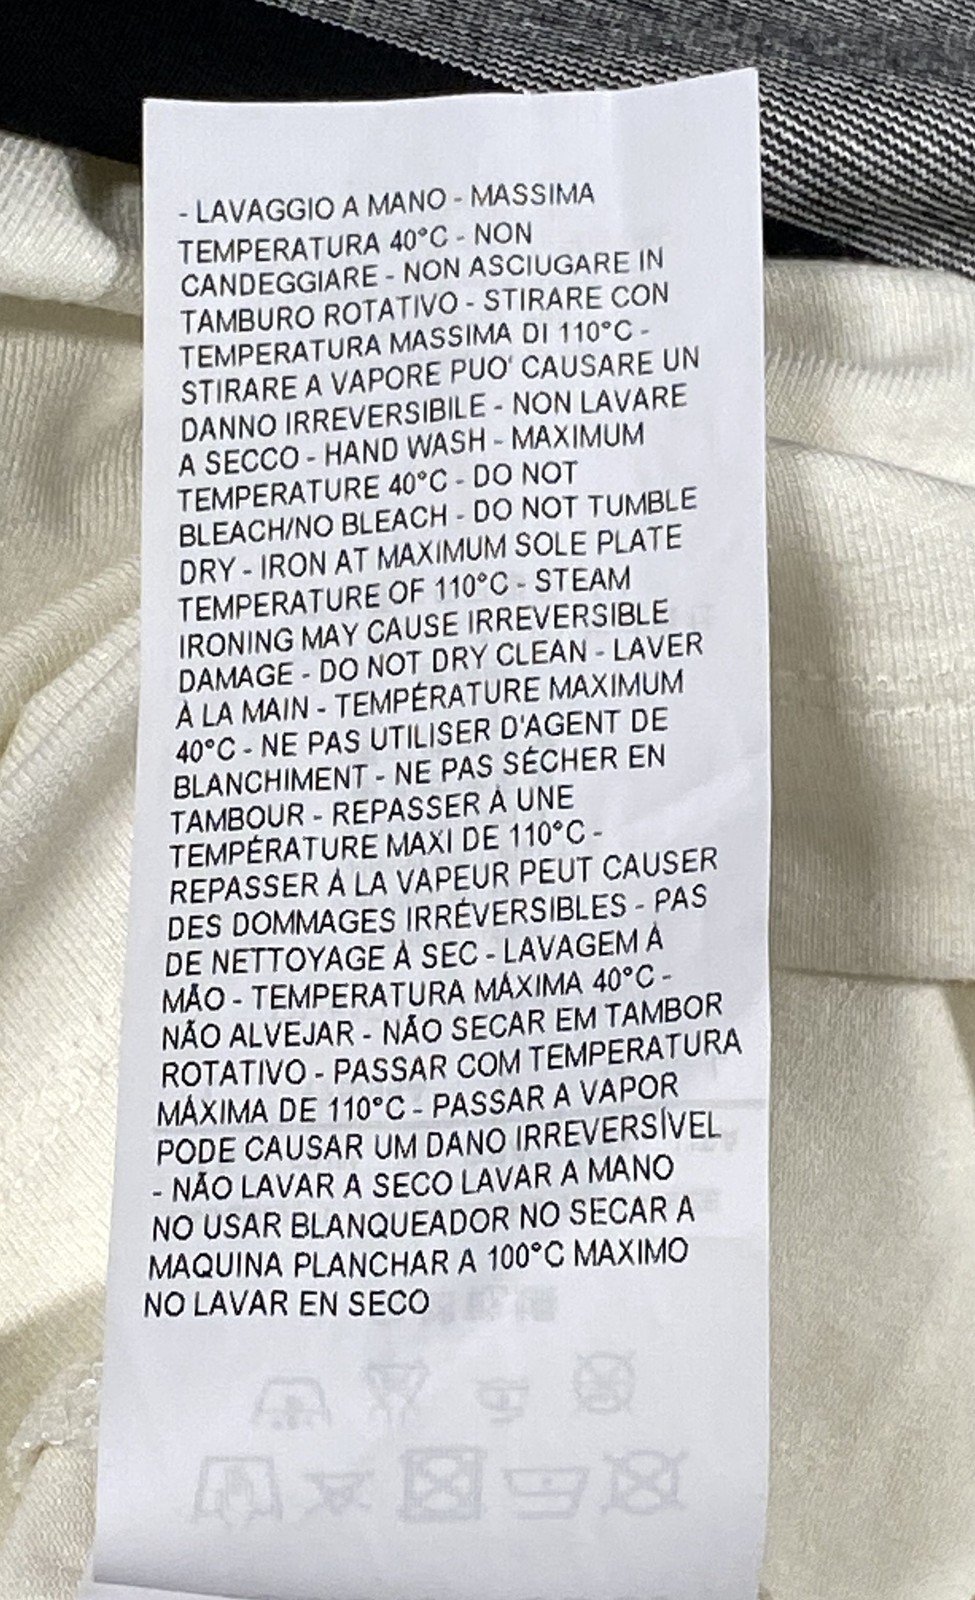 - LAVAGGIO A MANO - MASSIMA
TEMPERATURA 40°C - NON
CANDEGGIARE - NON ASCIUGARE IN
TAMBURO ROTATIVO - STIRARE CON
TEMPERATURA MASSIMA DI 110°C -
STIRARE A VAPORE PUO' CAUSARE UN
DANNO IRREVERSIBILE - NON LAVARE
A SECCO - HAND WASH - MAXIMUM
TEMPERATURE 40°C - DO NOT
BLEACH/NO BLEACH - DO NOT TUMBLE
DRY - IRON AT MAXIMUM SOLE PLATE
TEMPERATURE OF 110°C - STEAM
IRONING MAY CAUSE IRREVERSIBLE
DAMAGE - DO NOT DRY CLEAN - LAVER
À LA MAIN - TEMPÉRATURE MAXIMUM
40°C - NE PAS UTILISER D'AGENT DE
BLANCHIMENT - NE PAS SÉCHER EN
TAMBOUR - REPASSER À UNE
TEMPÉRATURE MAXI DE 110°C -
REPASSER À LA VAPEUR PEUT CAUSER
DES DOMMAGES IRRÉVERSIBLES - PAS
DE NETTOYAGE À SEC - LAVAGEM À
MÃO - TEMPERATURA MÁXIMA 40°C -
NÃO ALVEJAR - NÃO SECAR EM TAMBOR
ROTATIVO - PASSAR COM TEMPERATURA
MÁXIMA DE 110°C - PASSAR A VAPOR
PODE CAUSAR UM DANO IRREVERSÍVEL
- NÃO LAVAR A SECO LAVAR A MANO
NO USAR BLANQUEADOR NO SECAR A
MAQUINA PLANCHAR A 100°C MAXIMO
NO LAVAR EN SECO